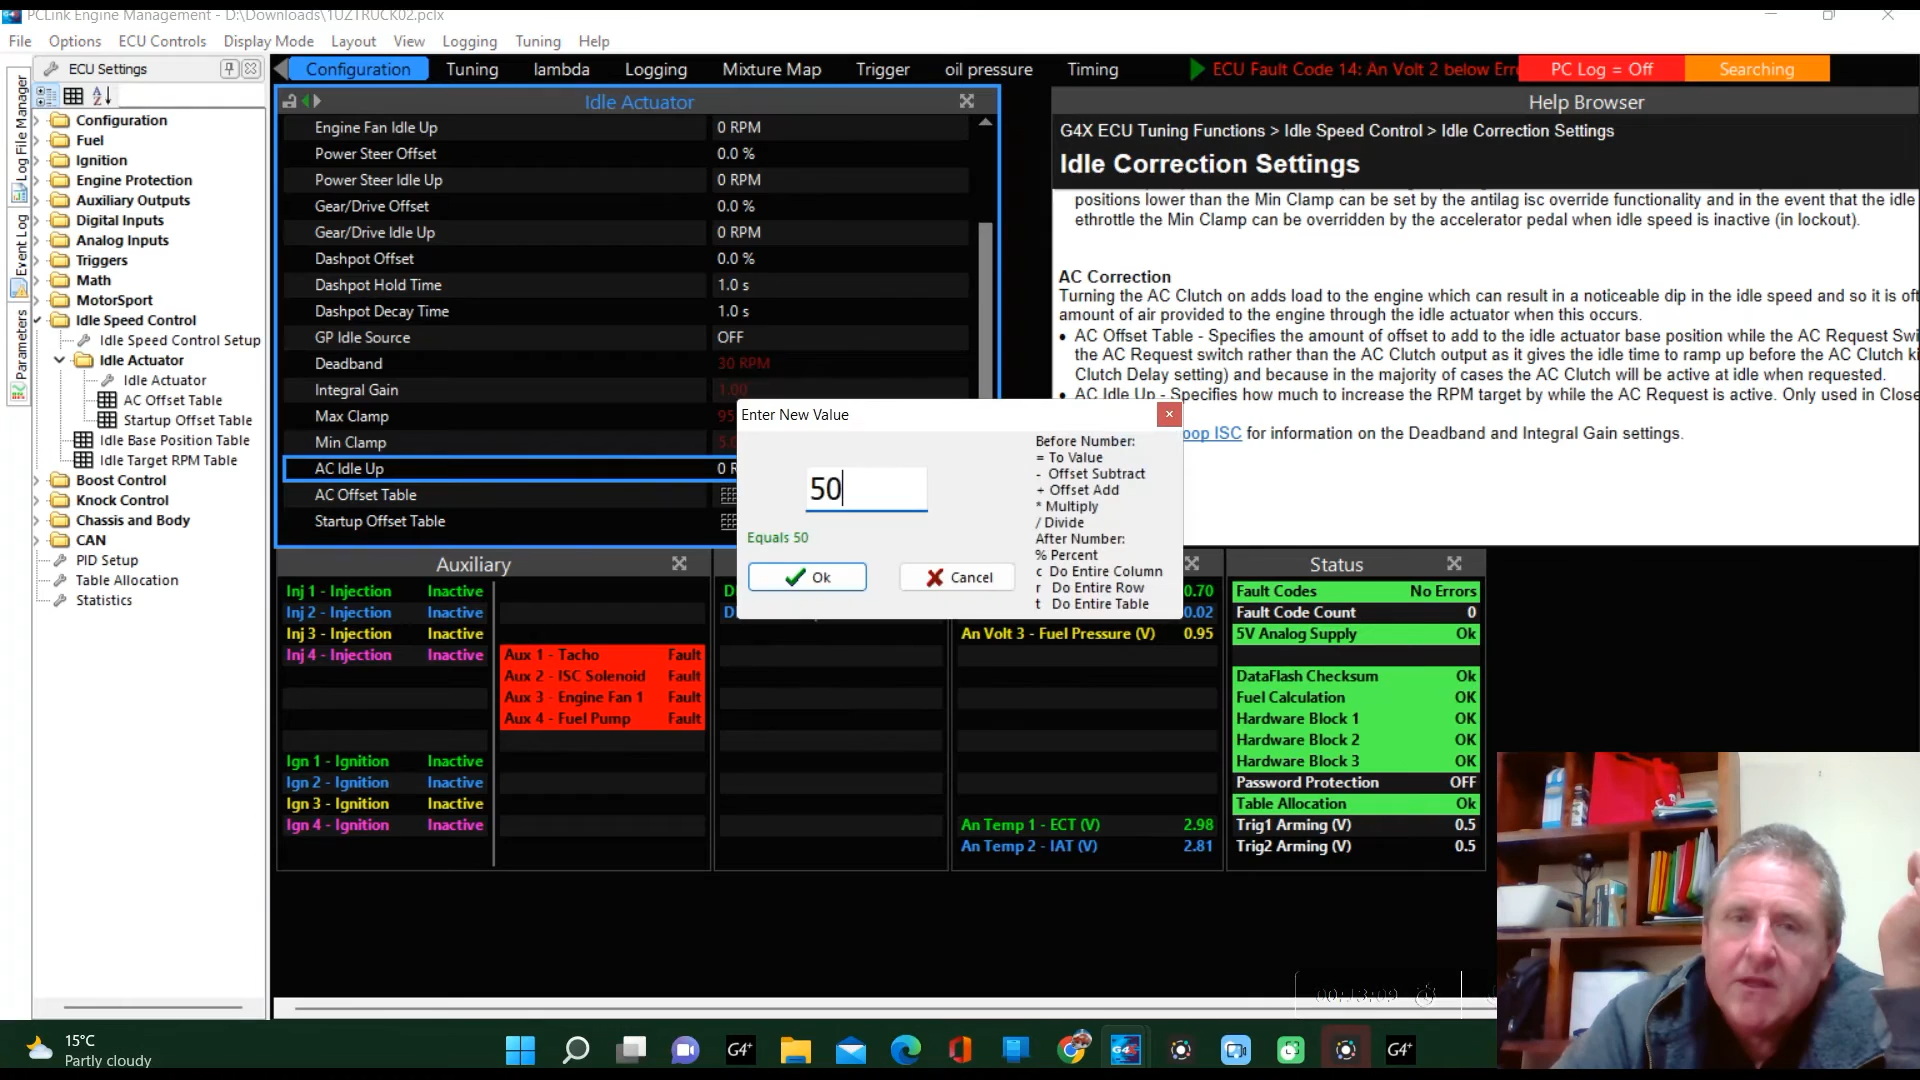 PCLink Engine Management - D:\Downloads\1UZTRUCK02.pclx
File Options ECU Controls Display Mode Layout View Logging Tuning Help
Log File Manager
Event Log
Parameters
ECU Settings
Configuration
Fuel
Ignition
Engine Protection
Auxiliary Outputs
Digital Inputs
Analog Inputs
Triggers
Math
MotorSport
Idle Speed Control
Idle Speed Control Setup
Idle Actuator
Idle Actuator
AC Offset Table
Startup Offset Table
Idle Base Position Table
Idle Target RPM Table
Boost Control
Knock Control
Chassis and Body
CAN
PID Setup
Table Allocation
Statistics
Configuration Tuning lambda Logging Mixture Map Trigger oil pressure Timing
ECU Fault Code 14: An Volt 2 below Err
PC Log = Off
Searching
Idle Actuator
Engine Fan Idle Up 0 RPM
Power Steer Offset 0.0 %
Power Steer Idle Up 0 RPM
Gear/Drive Offset 0.0 %
Gear/Drive Idle Up 0 RPM
Dashpot Offset 0.0 %
Dashpot Hold Time 1.0 s
Dashpot Decay Time 1.0 s
GP Idle Source OFF
Deadband 30 RPM
Integral Gain 1.00
Max Clamp 95
Min Clamp 5.0
AC Idle Up 0 R
AC Offset Table
Startup Offset Table
Help Browser
G4X ECU Tuning Functions > Idle Speed Control > Idle Correction Settings
Idle Correction Settings
positions lower than the Min Clamp can be set by the antilag isc override functionality and in the event that the idle
ethrottle the Min Clamp can be overridden by the accelerator pedal when idle speed is inactive (in lockout).
AC Correction
Turning the AC Clutch on adds load to the engine which can result in a noticeable dip in the idle speed and so it is oft
amount of air provided to the engine through the idle actuator when this occurs.
• AC Offset Table - Specifies the amount of offset to add to the idle actuator base position while the AC Request Swi
the AC Request switch rather than the AC Clutch output as it gives the idle time to ramp up before the AC Clutch ki
Clutch Delay setting) and because in the majority of cases the AC Clutch will be active at idle when requested.
• AC Idle Up - Specifies how much to increase the RPM target by while the AC Request is active. Only used in Close
oop ISC for information on the Deadband and Integral Gain settings.
Enter New Value
50
Equals 50
Ok
Cancel
Before Number:
= To Value
- Offset Subtract
+ Offset Add
* Multiply
/ Divide
After Number:
% Percent
c Do Entire Column
r Do Entire Row
t Do Entire Table
Auxiliary
Inj 1 - Injection Inactive
Inj 2 - Injection Inactive
Inj 3 - Injection Inactive
Inj 4 - Injection Inactive
Ign 1 - Ignition Inactive
Ign 2 - Ignition Inactive
Ign 3 - Ignition Inactive
Ign 4 - Ignition Inactive
Aux 1 - Tacho Fault
Aux 2 - ISC Solenoid Fault
Aux 3 - Engine Fan 1 Fault
Aux 4 - Fuel Pump Fault
0.70
0.02
An Volt 3 - Fuel Pressure (V) 0.95
An Temp 1 - ECT (V) 2.98
An Temp 2 - IAT (V) 2.81
Status
Fault Codes No Errors
Fault Code Count 0
5V Analog Supply Ok
DataFlash Checksum Ok
Fuel Calculation OK
Hardware Block 1 OK
Hardware Block 2 OK
Hardware Block 3 OK
Password Protection OFF
Table Allocation Ok
Trig1 Arming (V) 0.5
Trig2 Arming (V) 0.5
15°C
Partly cloudy
G4+
G4X
G4+